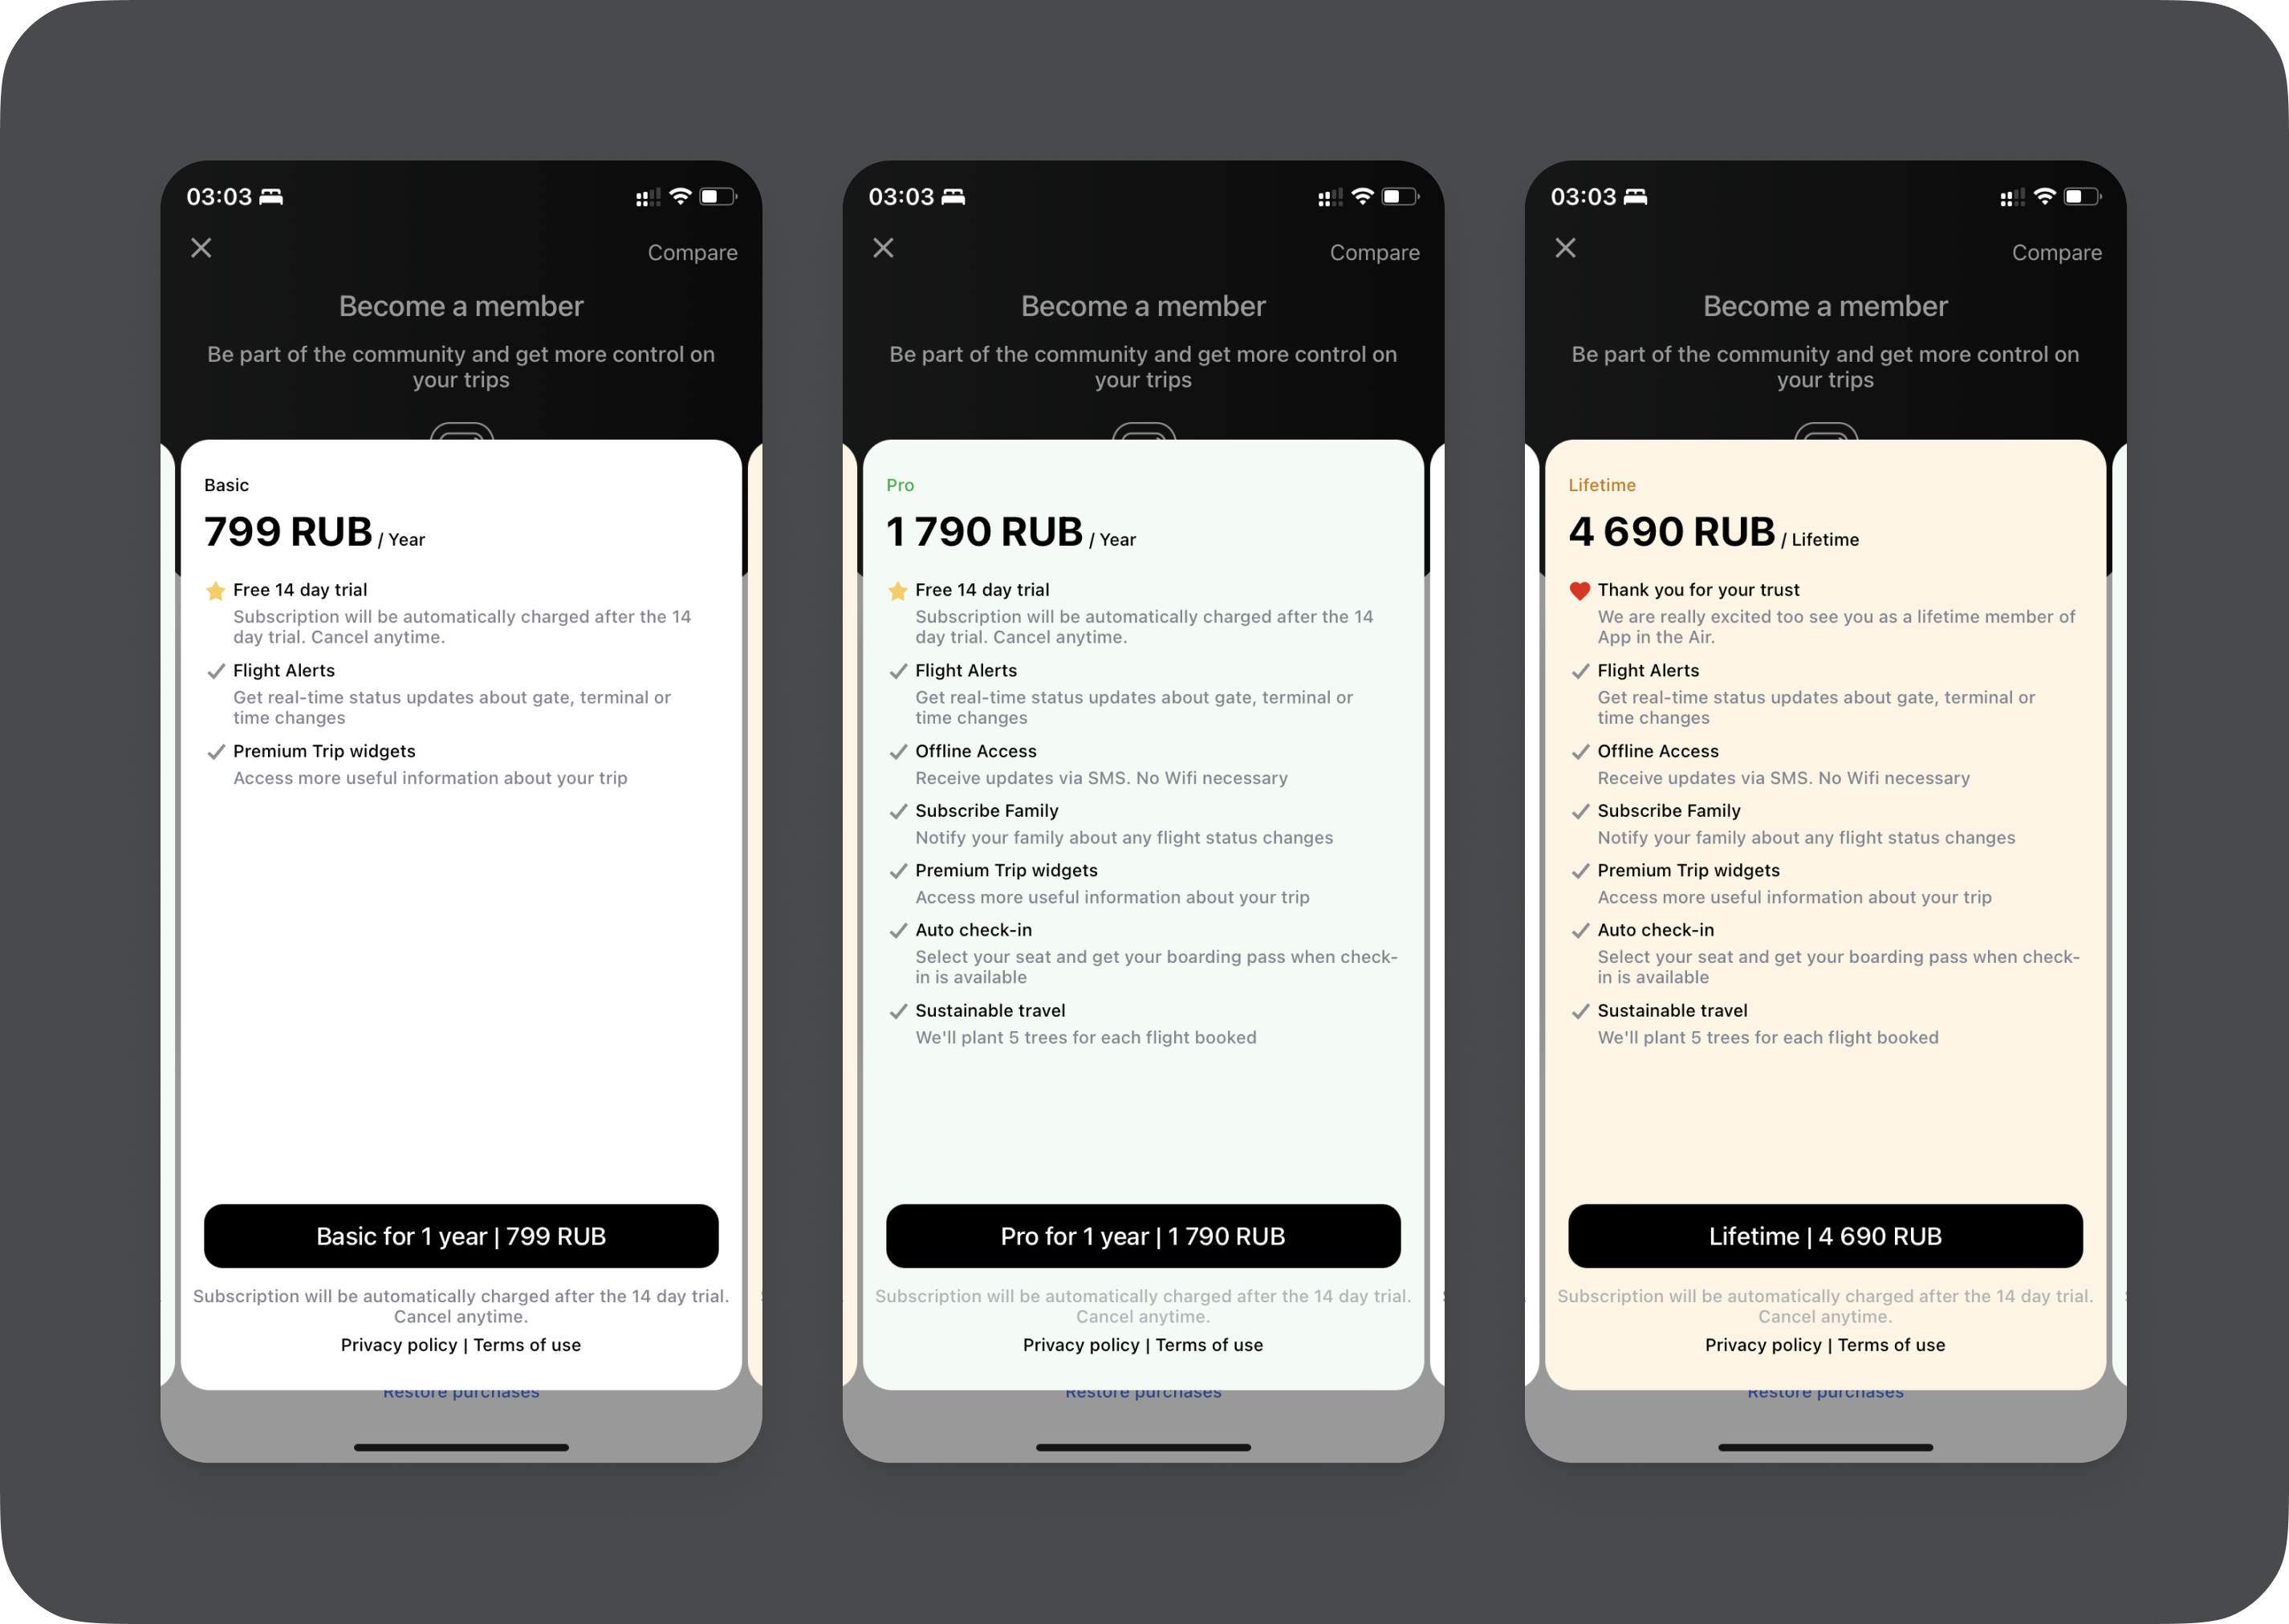 03:03
Compare
Become a member
Be part of the community and get more control on
your trips
Basic
799 RUB / Year
Free 14 day trial
Subscription will be automatically charged after the 14
day trial. Cancel anytime.
Flight Alerts
Get real-time status updates about gate, terminal or
time changes
Premium Trip widgets
Access more useful information about your trip
Basic for 1 year | 799 RUB
Subscription will be automatically charged after the 14 day trial.
Cancel anytime.
Privacy policy | Terms of use
Restore purchases
03:03
Compare
Become a member
Be part of the community and get more control on
your trips
Pro
1 790 RUB / Year
Free 14 day trial
Subscription will be automatically charged after the 14
day trial. Cancel anytime.
Flight Alerts
Get real-time status updates about gate, terminal or
time changes
Offline Access
Receive updates via SMS. No Wifi necessary
Subscribe Family
Notify your family about any flight status changes
Premium Trip widgets
Access more useful information about your trip
Auto check-in
Select your seat and get your boarding pass when check-
in is available
Sustainable travel
We'll plant 5 trees for each flight booked
Pro for 1 year | 1 790 RUB
Subscription will be automatically charged after the 14 day trial.
Cancel anytime.
Privacy policy | Terms of use
Restore purchases
03:03
Compare
Become a member
Be part of the community and get more control on
your trips
Lifetime
4 690 RUB / Lifetime
Thank you for your trust
We are really excited too see you as a lifetime member of
App in the Air.
Flight Alerts
Get real-time status updates about gate, terminal or
time changes
Offline Access
Receive updates via SMS. No Wifi necessary
Subscribe Family
Notify your family about any flight status changes
Premium Trip widgets
Access more useful information about your trip
Auto check-in
Select your seat and get your boarding pass when check-
in is available
Sustainable travel
We'll plant 5 trees for each flight booked
Lifetime | 4 690 RUB
Subscription will be automatically charged after the 14 day trial.
Cancel anytime.
Privacy policy | Terms of use
Restore purchases